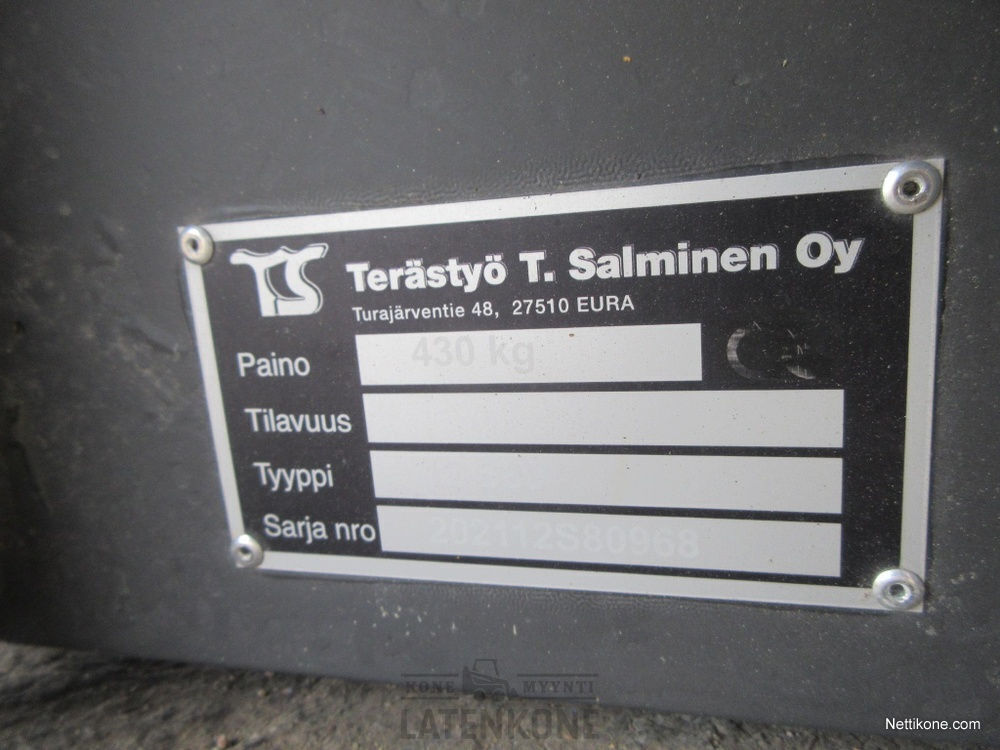 TS Terästyö T. Salminen Oy
Turajärventie 48, 27510 EURA
Paino 430 kg CE
Tilavuus
Tyyppi
Sarja nro 202112S80968
KONE MYYNTI
LATENKONE
Nettikone.com